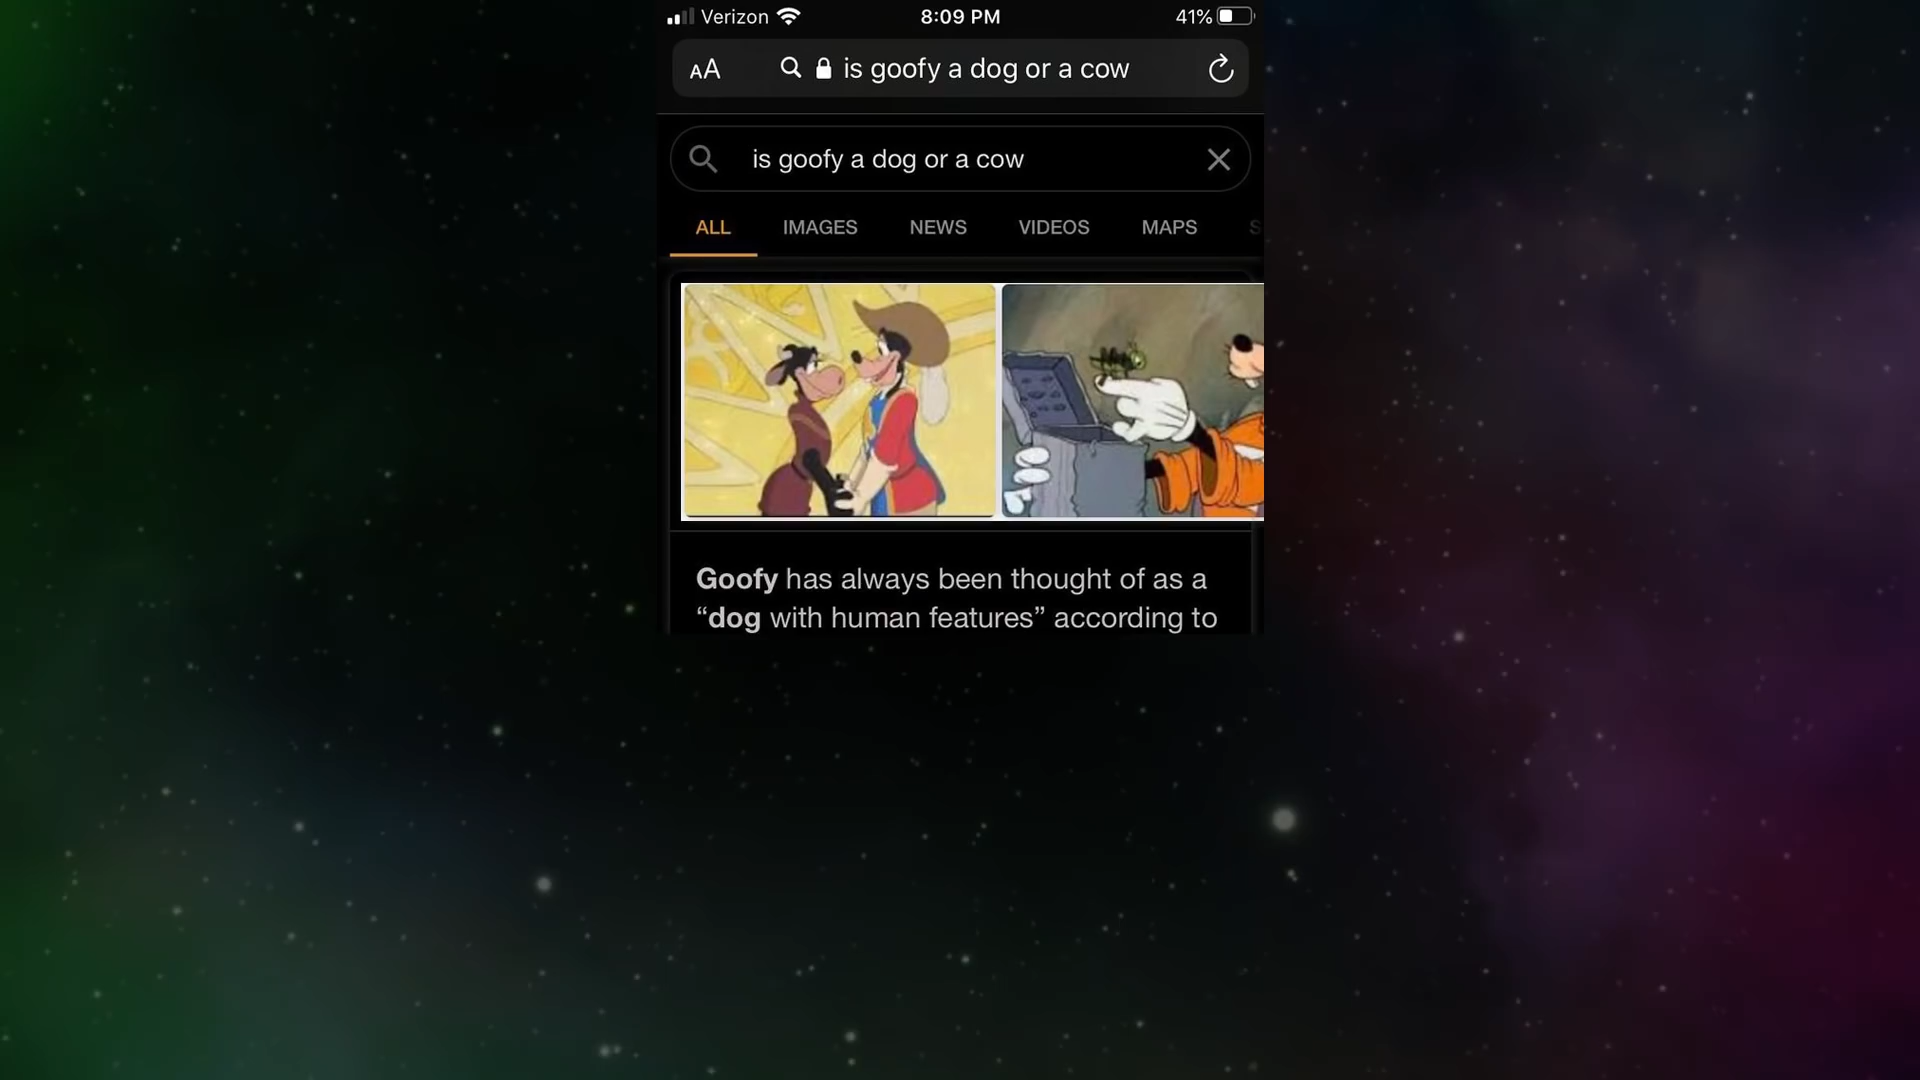 Verizon 8:09 PM 41%
AA is goofy a dog or a cow
is goofy a dog or a cow
ALL IMAGES NEWS VIDEOS MAPS S
Goofy has always been thought of as a
“dog with human features” according to